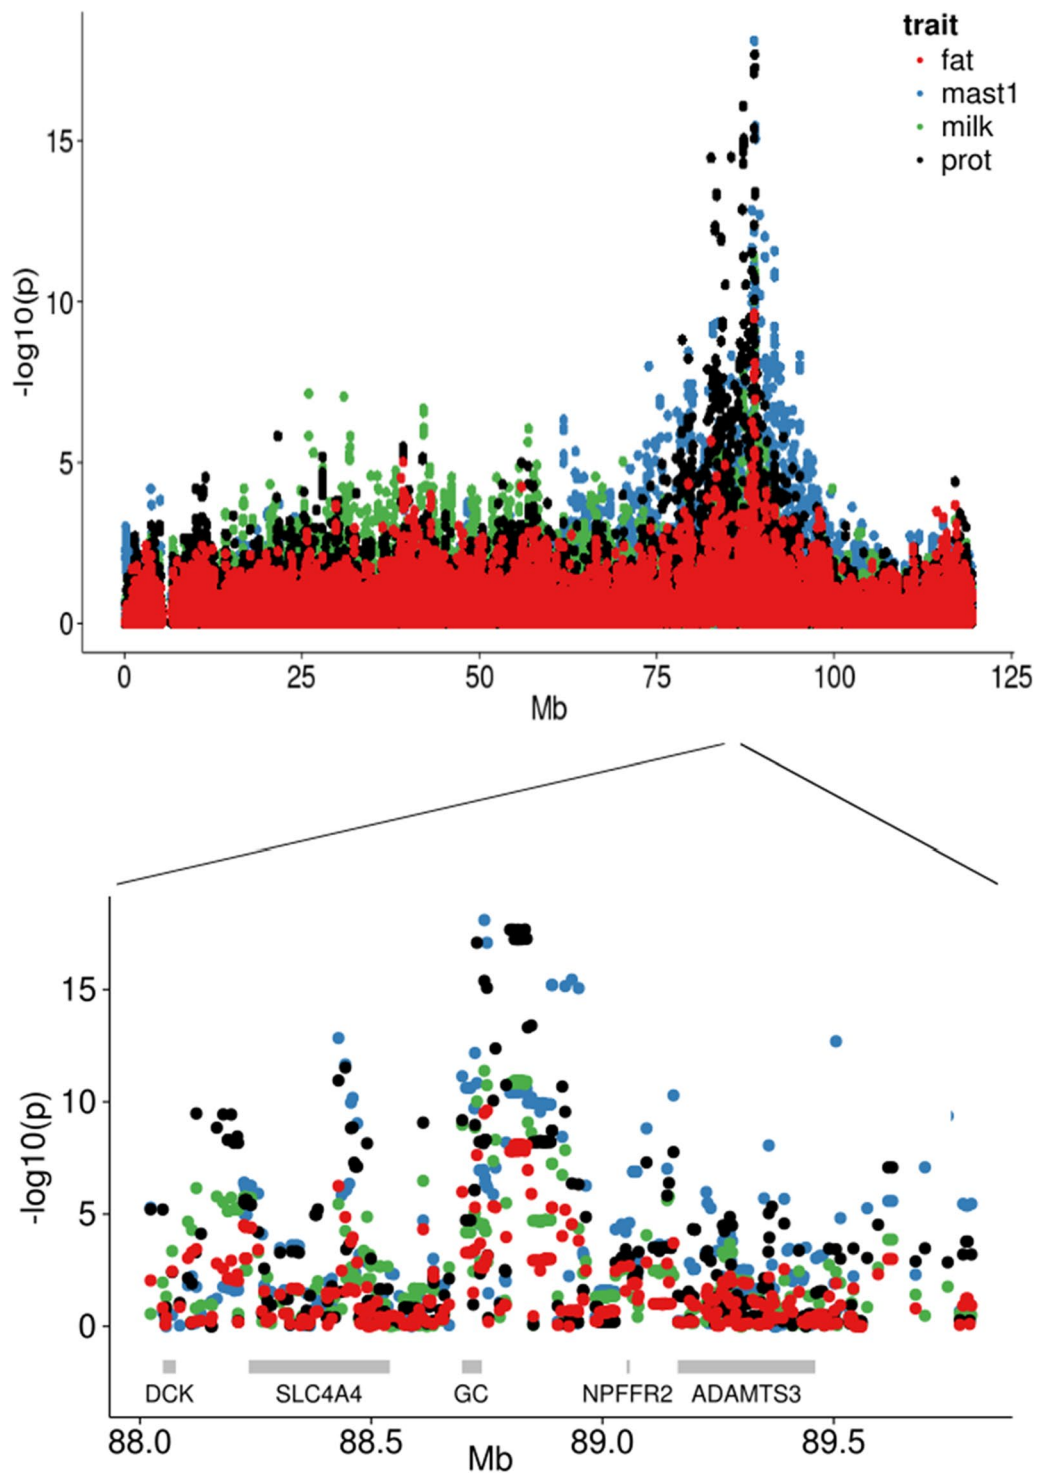 trait
fat
mast1
milk
prot
-log10(p)
15
10
5
0
0 25 50 75 100 125
Mb
-log10(p)
15
10
5
0
DCK SLC4A4 GC NPFFR2 ADAMTS3
88.0 88.5 89.0 89.5
Mb